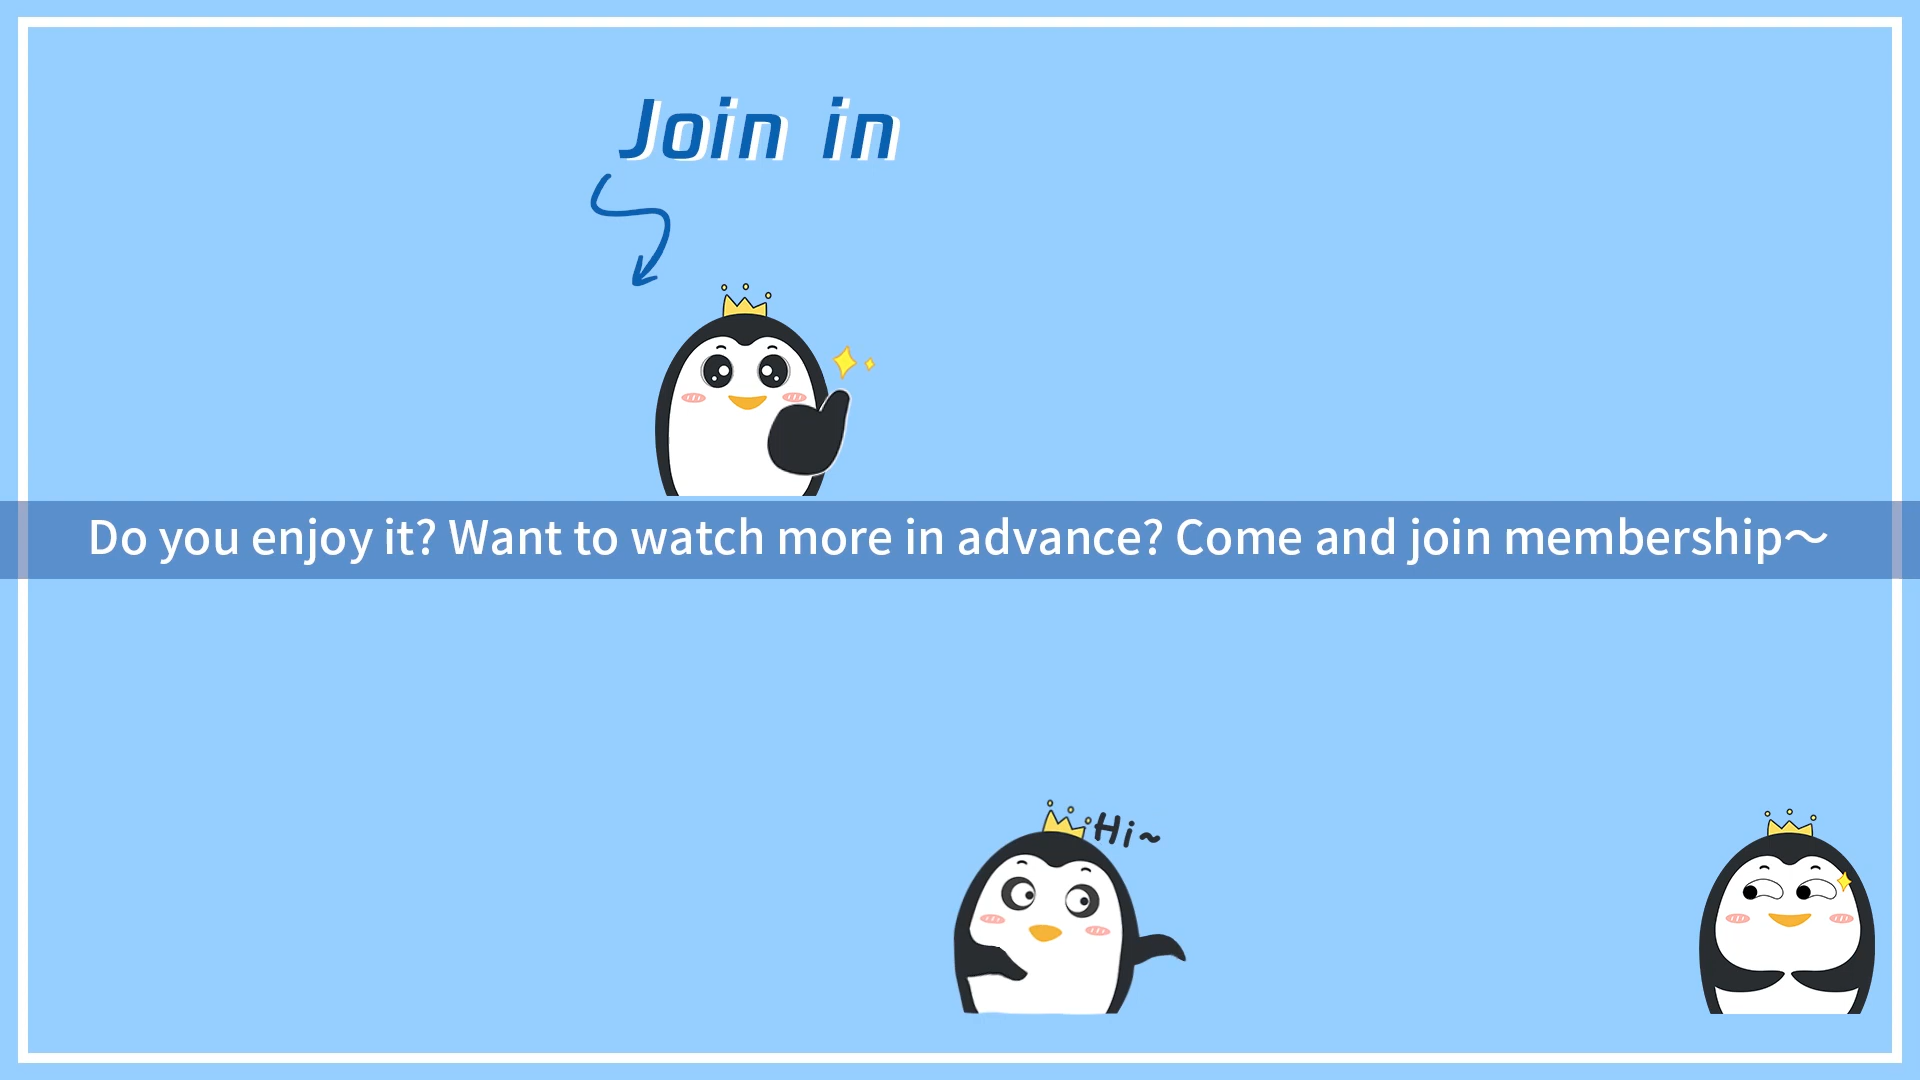 Join in
Do you enjoy it? Want to watch more in advance? Come and join membership～
Hi~